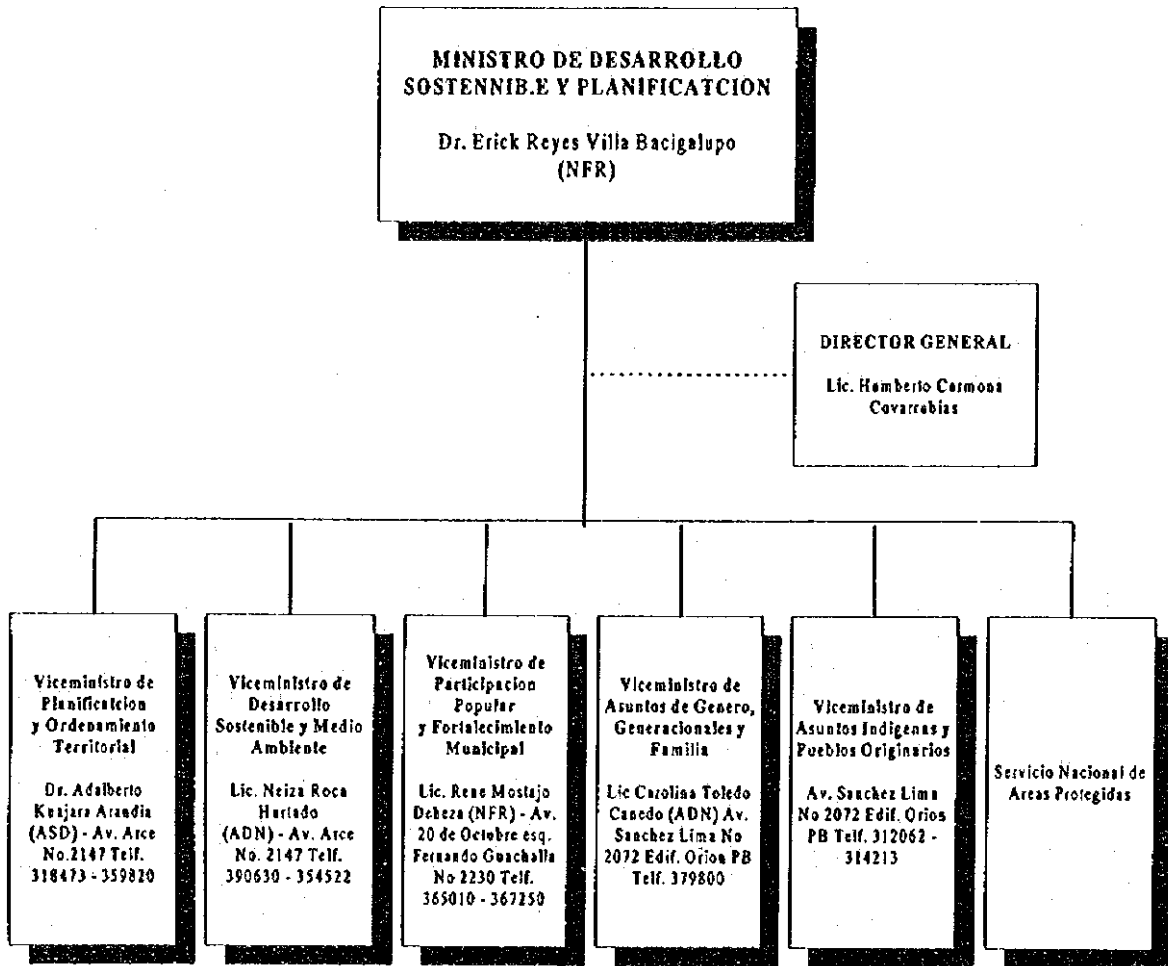 MINISTRO DE DESARROLLO
SOSTENNIB.E Y PLANIFICATCION
Dr. Erick Reyes Villa Bacigalupo
(NFR)
DIRECTOR GENERAL
Lic. Humberto Carmona
Covarrubias
Viceministro de
Planificatcion
y Ordenamiento
Territorial
Dr. Adalberto
Kuajara Arandia
(ASD) - Av. Arce
No.2147 Telf.
318473 - 359820
Viceministro de
Desarrollo
Sostenible y Medio
Ambiente
Lic. Neiza Roca
Hurtado
(ADN) - Av. Arce
No. 2147 Telf.
390630 - 354522
Viceministro de
Participacion
Popular
y Fortalecimiento
Municipal
Lic. Rene Mostajo
Deheza (NFR) - Av.
20 de Octubre esq.
Fernando Guachalla
No 2230 Telf.
365010 - 367250
Viceministro de
Asuntos de Genero,
Generacionales y
Familia
Lic Carolina Toledo
Canedo (ADN) Av.
Sanchez Lima No
2072 Edif. Orion PB
Telf. 379800
Viceministro de
Asuntos Indigenas y
Pueblos Originarios
Av. Sanchez Lima
No 2072 Edif. Orios
PB Telf. 312062 -
314213
Servicio Nacional de
Areas Protegidas